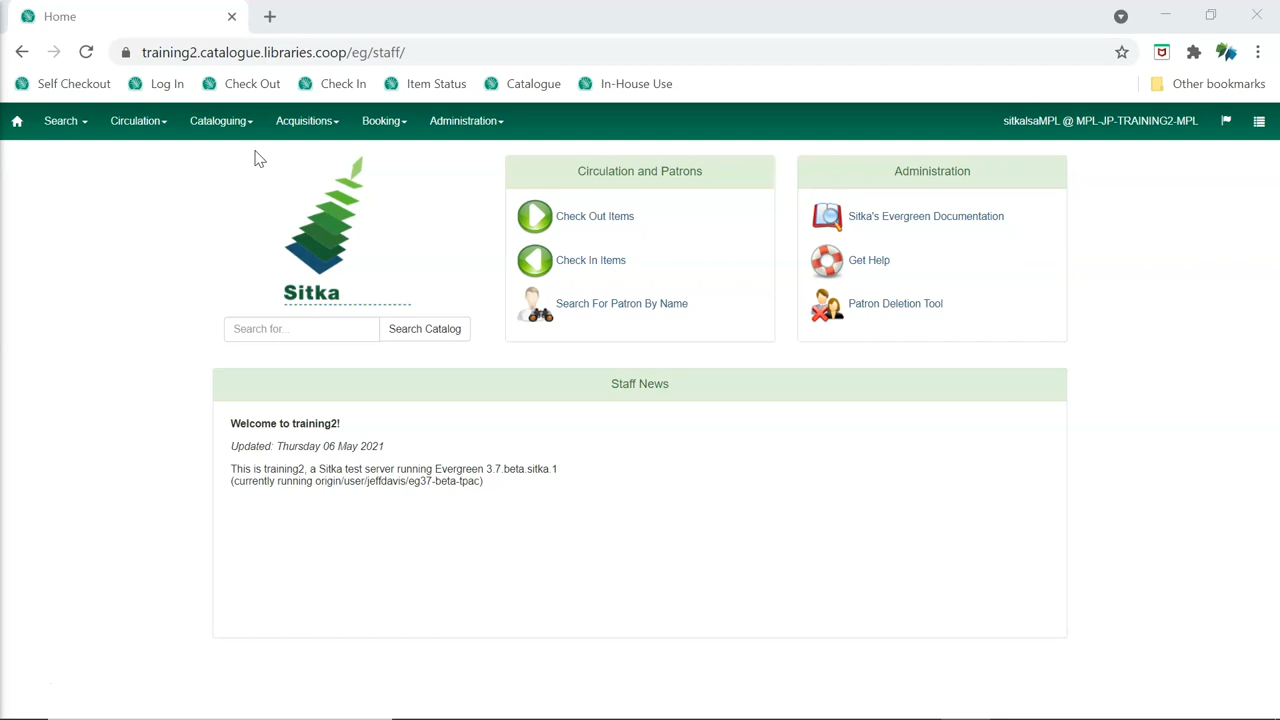 Home
training2.catalogue.libraries.coop/eg/staff/
Self Checkout Log In Check Out Check In Item Status Catalogue In-House Use Other bookmarks
Search Circulation Cataloguing Acquisitions Booking Administration sitkalsaMPL @ MPL-JP-TRAINING2-MPL
Sitka
Search for... Search Catalog
Circulation and Patrons
Check Out Items
Check In Items
Search For Patron By Name
Administration
Sitka's Evergreen Documentation
Get Help
Patron Deletion Tool
Staff News
Welcome to training2!
Updated: Thursday 06 May 2021
This is training2, a Sitka test server running Evergreen 3.7.beta.sitka.1
(currently running origin/user/jeffdavis/eg37-beta-tpac)